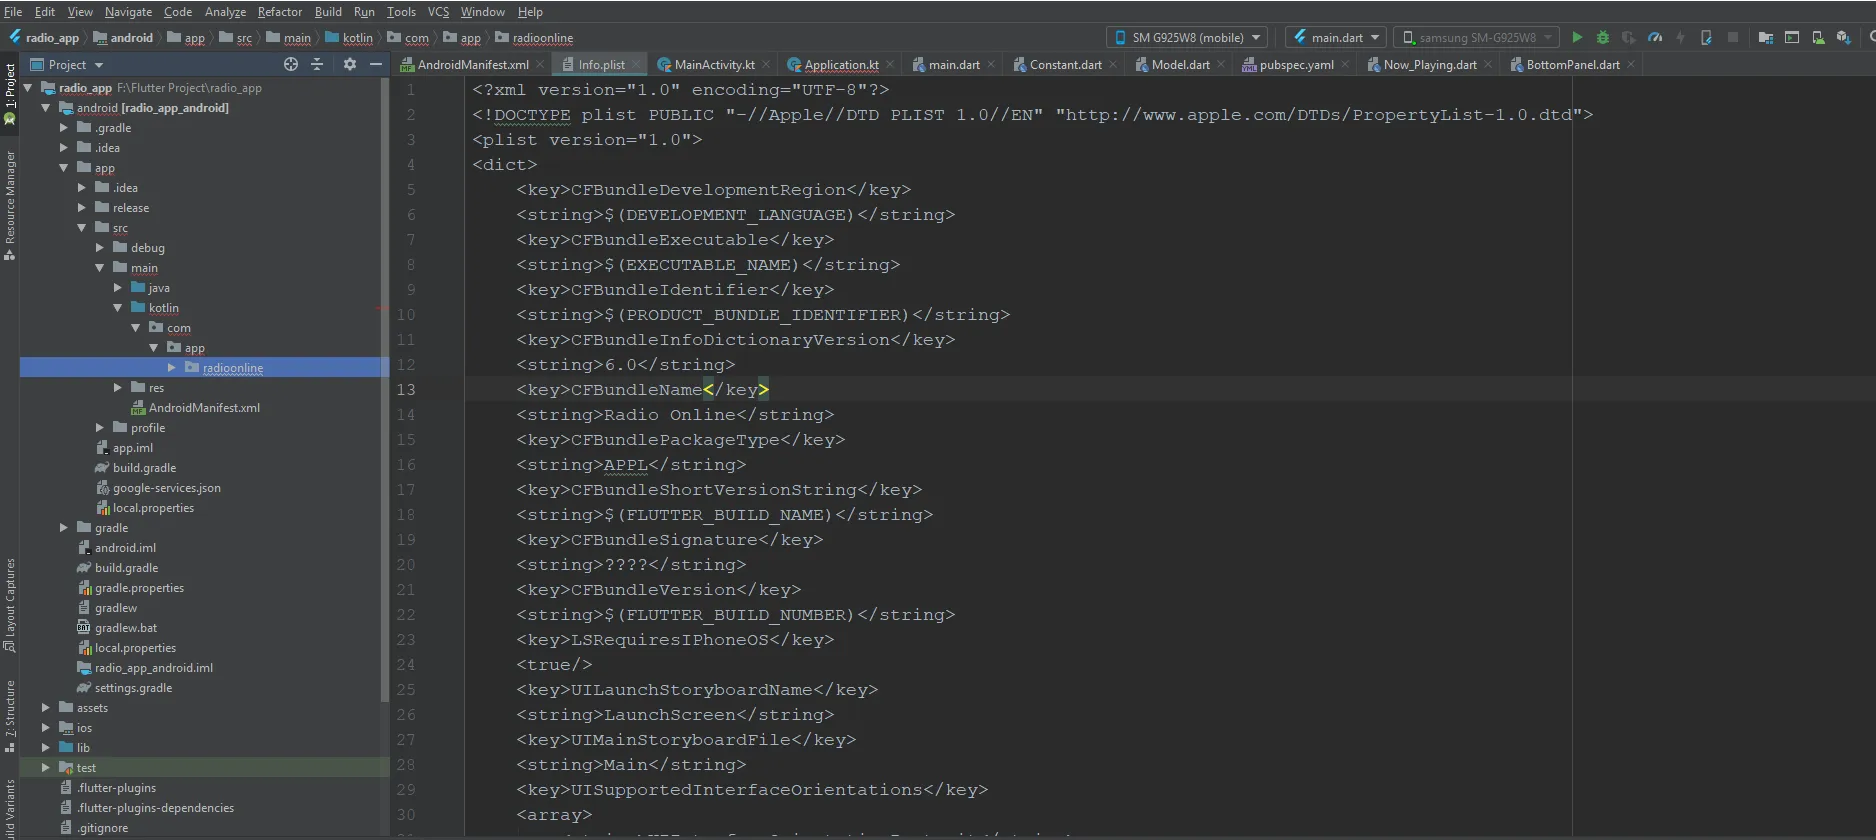 File Edit View Navigate Code Analyze Refactor Build Run Tools VCS Window Help
radio_app android app src main kotlin com app radioonline SM G925W8 (mobile) main.dart samsung SM-G925W8
Project AndroidManifest.xml Info.plist MainActivity.kt Application.kt main.dart Constant.dart Model.dart pubspec.yaml Now_Playing.dart BottomPanel.dart
1: Project
Resource Manager
Layout Captures
Z: Structure
radio_app F:\Flutter Project\radio_app
android [radio_app_android]
.gradle
.idea
app
.idea
release
src
debug
main
java
kotlin
com
app
radioonline
res
AndroidManifest.xml
profile
app.iml
build.gradle
google-services.json
local.properties
gradle
android.iml
build.gradle
gradle.properties
gradlew
gradlew.bat
local.properties
radio_app_android.iml
settings.gradle
assets
ios
lib
test
.flutter-plugins
.flutter-plugins-dependencies
.gitignore
1 <?xml version="1.0" encoding="UTF-8"?>
2 <!DOCTYPE plist PUBLIC "-//Apple//DTD PLIST 1.0//EN" "http://www.apple.com/DTDs/PropertyList-1.0.dtd">
3 <plist version="1.0">
4 <dict>
5 <key>CFBundleDevelopmentRegion</key>
6 <string>$(DEVELOPMENT_LANGUAGE)</string>
7 <key>CFBundleExecutable</key>
8 <string>$(EXECUTABLE_NAME)</string>
9 <key>CFBundleIdentifier</key>
10 <string>$(PRODUCT_BUNDLE_IDENTIFIER)</string>
11 <key>CFBundleInfoDictionaryVersion</key>
12 <string>6.0</string>
13 <key>CFBundleName</key>
14 <string>Radio Online</string>
15 <key>CFBundlePackageType</key>
16 <string>APPL</string>
17 <key>CFBundleShortVersionString</key>
18 <string>$(FLUTTER_BUILD_NAME)</string>
19 <key>CFBundleSignature</key>
20 <string>????</string>
21 <key>CFBundleVersion</key>
22 <string>$(FLUTTER_BUILD_NUMBER)</string>
23 <key>LSRequiresIPhoneOS</key>
24 <true/>
25 <key>UILaunchStoryboardName</key>
26 <string>LaunchScreen</string>
27 <key>UIMainStoryboardFile</key>
28 <string>Main</string>
29 <key>UISupportedInterfaceOrientations</key>
30 <array>